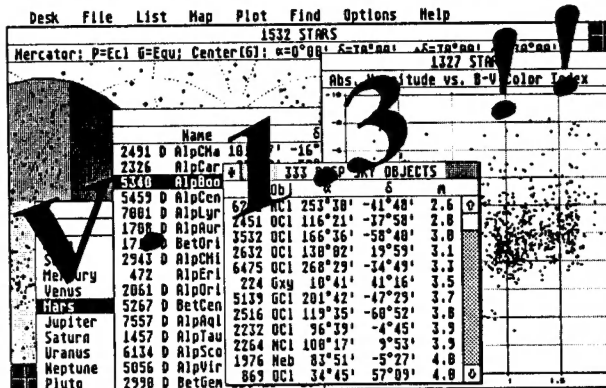 Desk File List Map Plot Find Options Help
1532 STARS
Mercator: P=Ecl G=Equ; Center(G): α=0°00'
1327 STARS
Abs. Magnitude vs. B-V Color Index
V.1.3!!
Name δ
2491 D AlpCMa -16°
2326 AlpCar
5340 AlpBoo
5459 D AlpCen
7001 D AlpLyr
1708 D AlpAur
BetOri
2943 D AlpCMi
472 AlpEri
2061 D AlpOri
5267 D BetCen
7557 D AlpAql
1457 D AlpTau
6134 D AlpSco
5056 D AlpVir
2990 D BetGem
Mercury
Venus
Mars
Jupiter
Saturn
Uranus
Neptune
Pluto
333 DEEP SKY OBJECTS
Obj α δ M
OCl 253°30' -41°48' 2.6
2451 OCl 116°21' -37°58' 2.8
3532 OCl 166°36' -58°40' 3.0
2632 OCl 130°02' 19°59' 3.1
6475 OCl 268°29' -34°49' 3.3
224 Gxy 10°41' 41°16' 3.5
5139 GCl 201°42' -47°29' 3.7
2516 OCl 119°35' -60°52' 3.8
2232 OCl 96°39' -4°45' 3.9
2264 NCl 100°17' 9°53' 3.9
1976 Neb 83°51' -5°27' 4.0
869 OCl 34°45' 57°09' 4.0